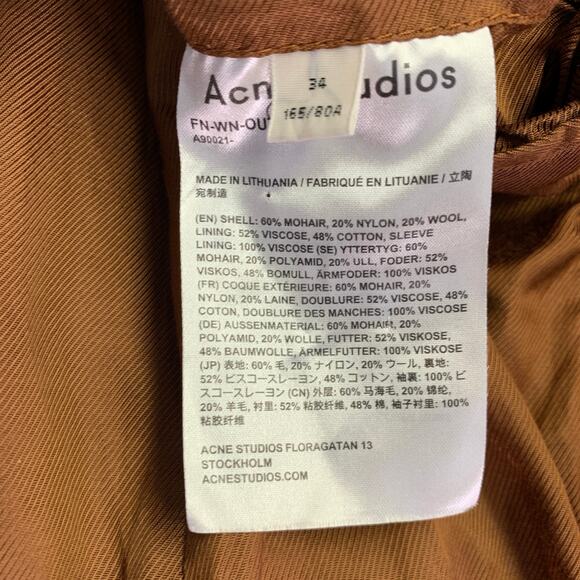 Acne Studios
34
165/80A
FN-WN-OU
A90021-
MADE IN LITHUANIA / FABRIQUÉ EN LITUANIE / 立陶
宛制造
(EN) SHELL: 60% MOHAIR, 20% NYLON, 20% WOOL,
LINING: 52% VISCOSE, 48% COTTON, SLEEVE
LINING: 100% VISCOSE (SE) YTTERTYG: 60%
MOHAIR, 20% POLYAMID, 20% ULL, FODER: 52%
VISKOS, 48% BOMULL, ÄRMFODER: 100% VISKOS
(FR) COQUE EXTÉRIEURE: 60% MOHAIR, 20%
NYLON, 20% LAINE, DOUBLURE: 52% VISCOSE, 48%
COTON, DOUBLURE DES MANCHES: 100% VISCOSE
(DE) AUSSENMATERIAL: 60% MOHAIR, 20%
POLYAMID, 20% WOLLE, FUTTER: 52% VISKOSE,
48% BAUMWOLLE, ÄRMELFUTTER: 100% VISKOSE
(JP) 表地: 60% 毛, 20% ナイロン, 20% ウール, 裏地:
52% ビスコースレーヨン, 48% コットン, 袖裏: 100% ビ
スコースレーヨン (CN) 外层: 60% 马海毛, 20% 锦纶,
20% 羊毛, 衬里: 52% 粘胶纤维, 48% 棉, 袖子衬里: 100%
粘胶纤维
ACNE STUDIOS FLORAGATAN 13
STOCKHOLM
ACNESTUDIOS.COM